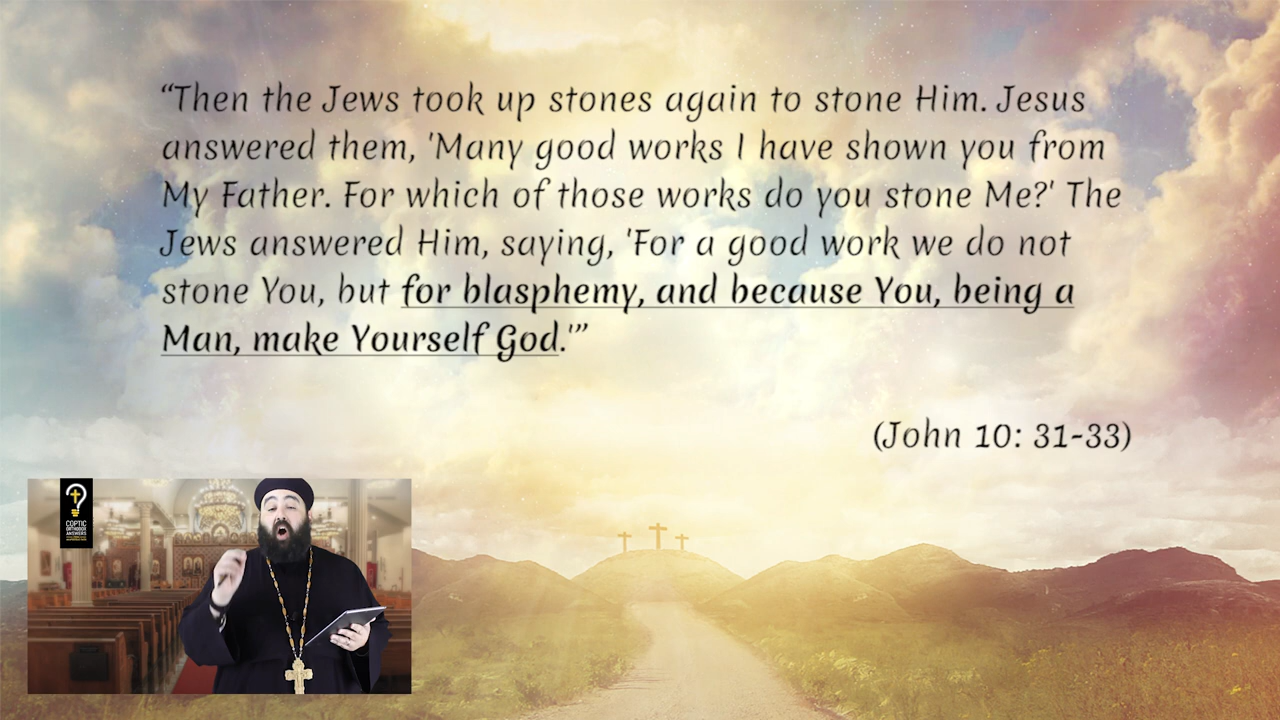 “Then the Jews took up stones again to stone Him. Jesus
answered them, 'Many good works I have shown you from
My Father. For which of those works do you stone Me?' The
Jews answered Him, saying, 'For a good work we do not
stone You, but for blasphemy, and because You, being a
Man, make Yourself God.'”
(John 10: 31-33)
COPTIC
ORTHODOX
ANSWERS